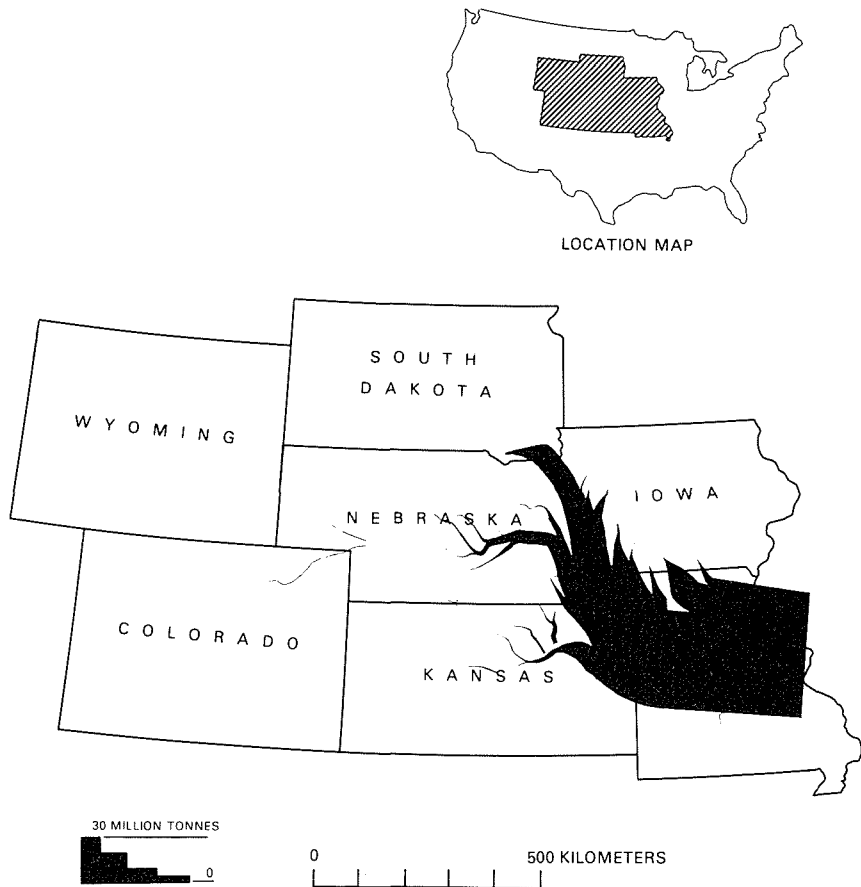 LOCATION MAP
SOUTH
DAKOTA
WYOMING
IOWA
NEBRASKA
COLORADO
KANSAS
30 MILLION TONNES
0
0
500 KILOMETERS